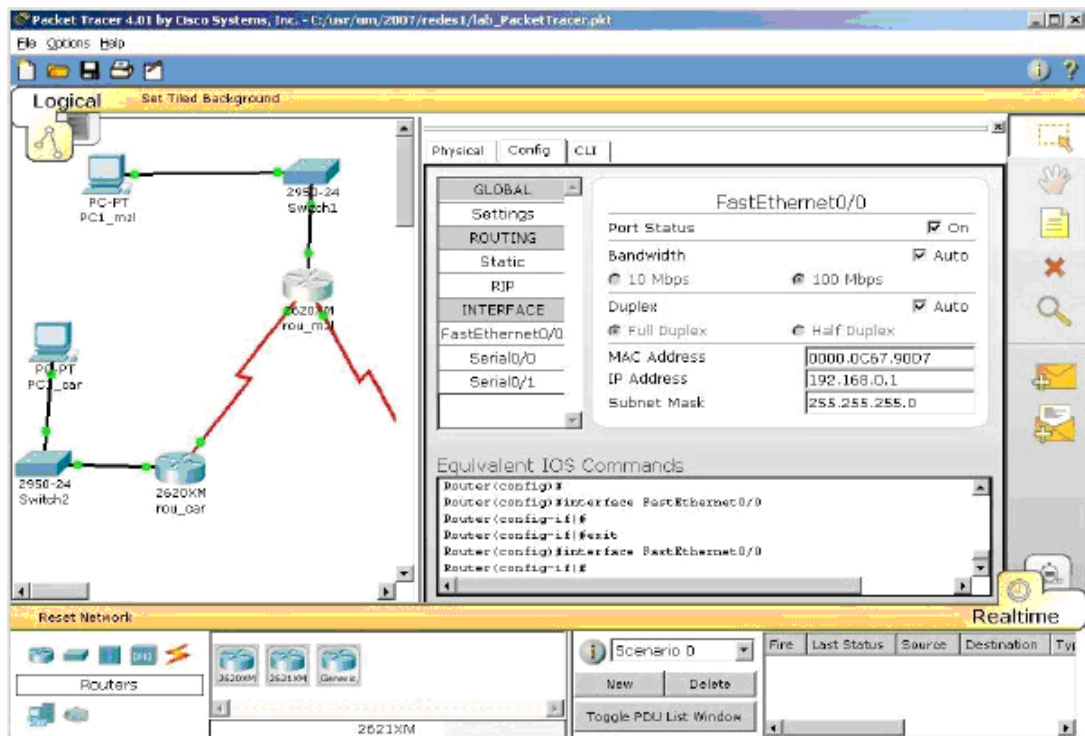 Packet Tracer 4.01 by Cisco Systems, Inc. - C:/usr/um/2007/redes1/lab_PacketTracer.pkt
File Options Help
Logical
Set Tiled Background
PC-PT
PC1_mzl
2950-24
Switch1
2620XM
rou_mzl
PC-PT
PC1_car
2950-24
Switch2
2620XM
rou_car
Physical
Config
CLI
GLOBAL
Settings
ROUTING
Static
RIP
INTERFACE
FastEthernet0/0
Serial0/0
Serial0/1
FastEthernet0/0
Port Status
On
Bandwidth
Auto
10 Mbps
100 Mbps
Duplex
Auto
Full Duplex
Half Duplex
MAC Address
0000.0C67.90D7
IP Address
192.168.0.1
Subnet Mask
255.255.255.0
Equivalent IOS Commands
Router(config)#
Router(config)#interface FastEthernet0/0
Router(config-if)#
Router(config-if)#exit
Router(config)#interface FastEthernet0/0
Router(config-if)#
Reset Network
Realtime
Routers
2620XM
2621XM
Generic
2621XM
Scenario 0
New
Delete
Toggle PDU List Window
Fire
Last Status
Source
Destination
Typ